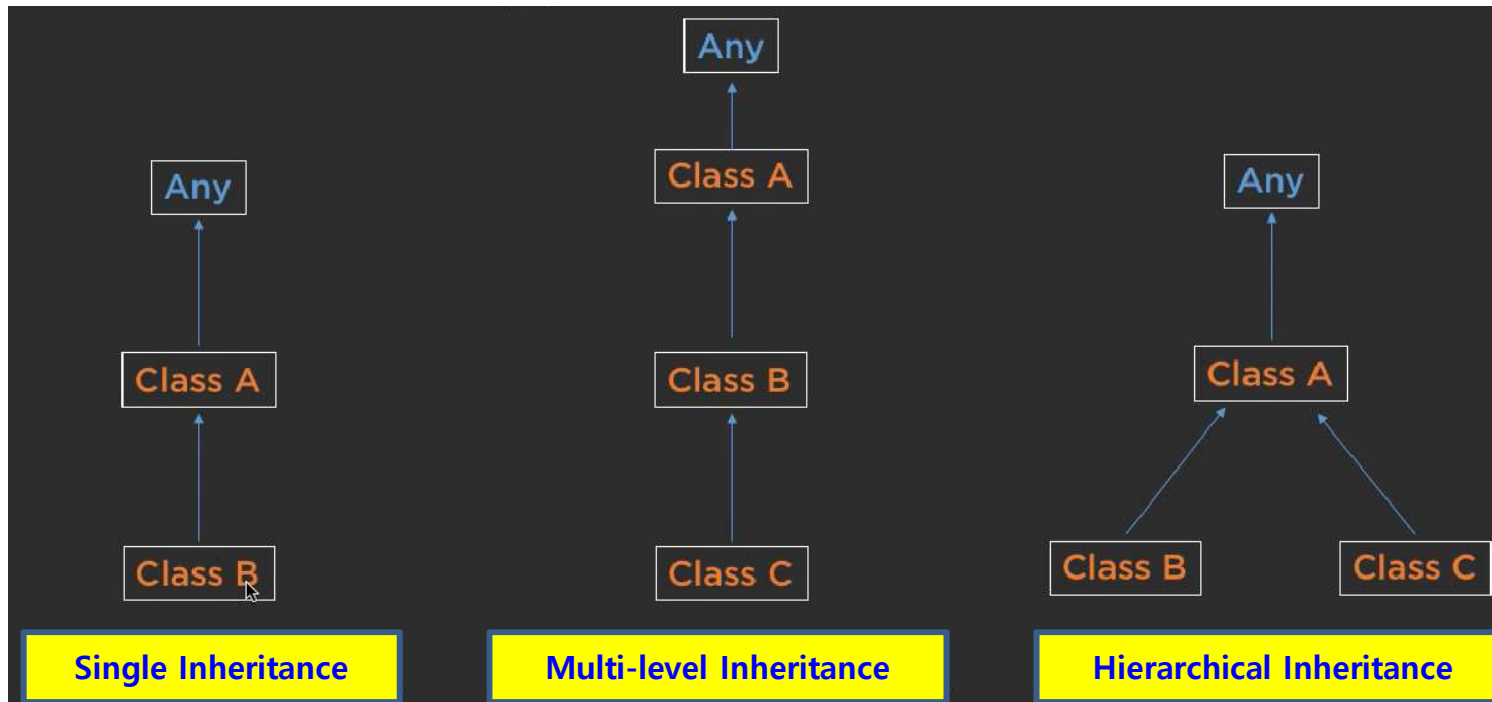 Any
Class A
Class B
Single Inheritance
Any
Class A
Class B
Class C
Multi-level Inheritance
Any
Class A
Class B
Class C
Hierarchical Inheritance